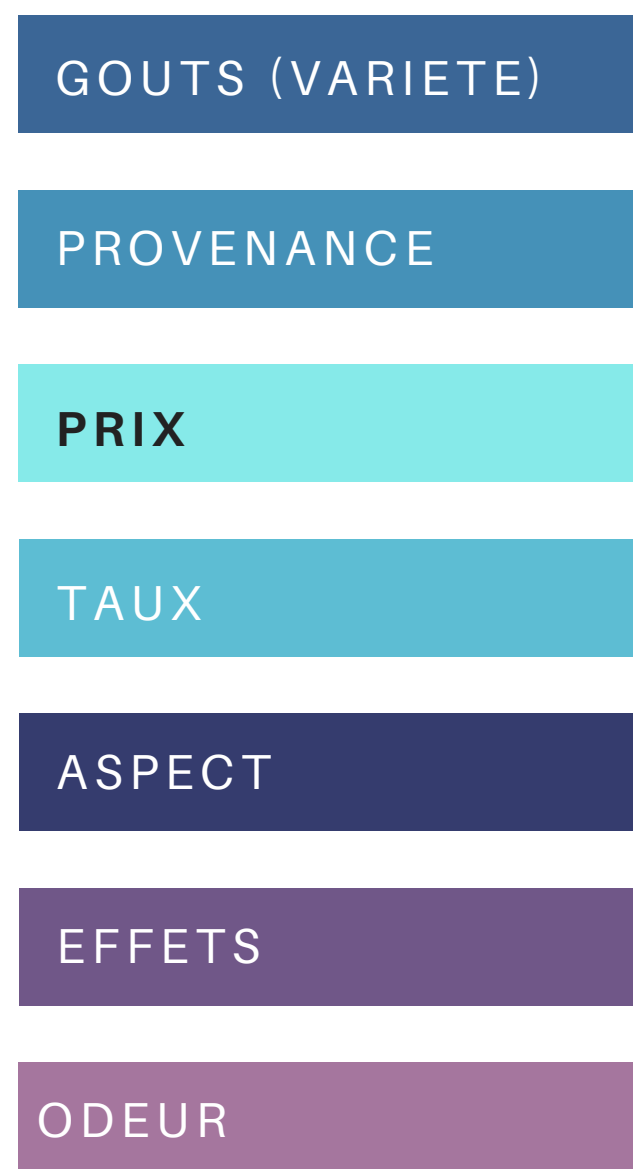 GOUTS (VARIETE)
PROVENANCE
PRIX
TAUX
ASPECT
EFFETS
ODEUR